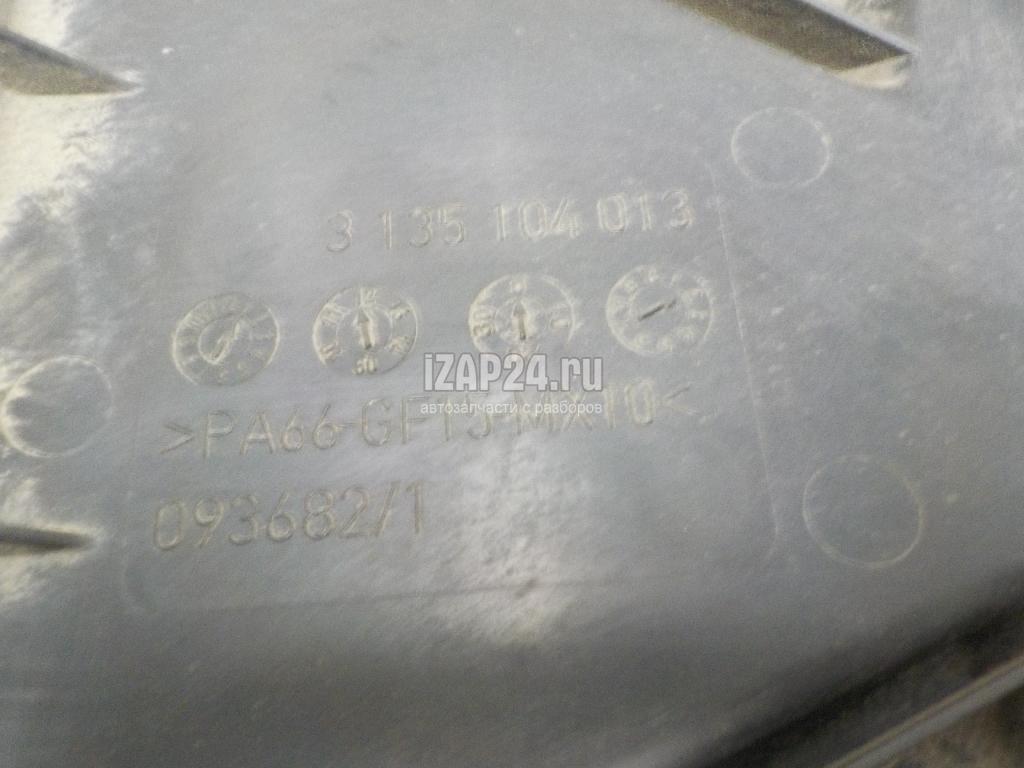 3 135 104 013
iZAP24.ru
автозапчасти с разборов
>PA66-GF15-MX10<
093682/1